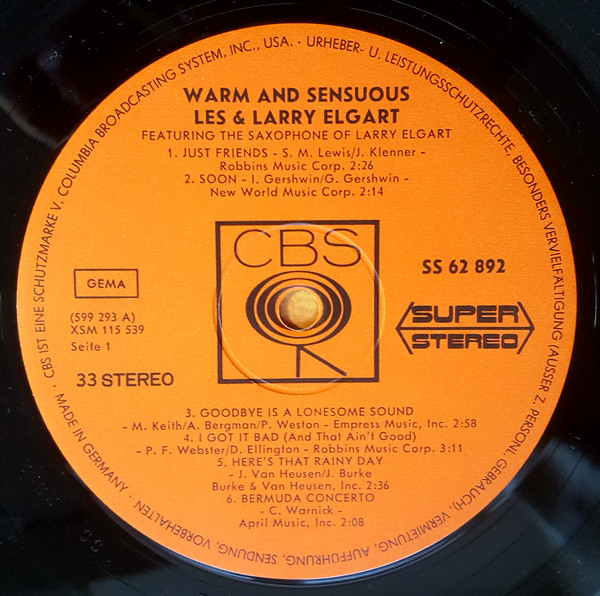 · CBS IST EINE SCHUTZMARKE V. COLUMBIA BROADCASTING SYSTEM, INC., USA. · URHEBER- U. LEISTUNGSSCHUTZRECHTE, BESONDERS VERVIELFÄLTIGUNG (AUSSER Z. PERSÖNL. GEBRAUCH), VERMIETUNG, AUFFÜHRUNG, SENDUNG, VORBEHALTEN · MADE IN GERMANY
WARM AND SENSUOUS
LES & LARRY ELGART
FEATURING THE SAXOPHONE OF LARRY ELGART
1. JUST FRIENDS - S. M. Lewis/J. Klenner -
Robbins Music Corp. 2:26
2. SOON - I. Gershwin/G. Gershwin -
New World Music Corp. 2:14
CBS
SS 62 892
GEMA
(599 293 A)
XSM 115 539
Seite 1
33 STEREO
SUPER
STEREO
3. GOODBYE IS A LONESOME SOUND
- M. Keith/A. Bergman/P. Weston - Empress Music, Inc. 2:58
4. I GOT IT BAD (And That Ain't Good)
- P. F. Webster/D. Ellington - Robbins Music Corp. 3:11
5. HERE'S THAT RAINY DAY
- J. Van Heusen/J. Burke
Burke & Van Heusen, Inc. 2:36
6. BERMUDA CONCERTO
- C. Warnick -
April Music, Inc. 2:08